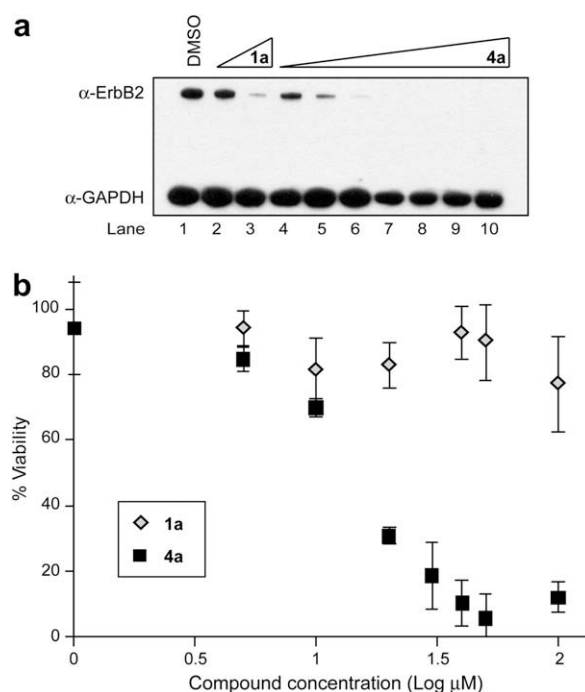 a
DMSO
1a
4a
α-ErbB2
α-GAPDH
Lane 1 2 3 4 5 6 7 8 9 10
b
100
80
60
40
20
0
% Viability
1a
4a
0 0.5 1 1.5 2
Compound concentration (Log μM)